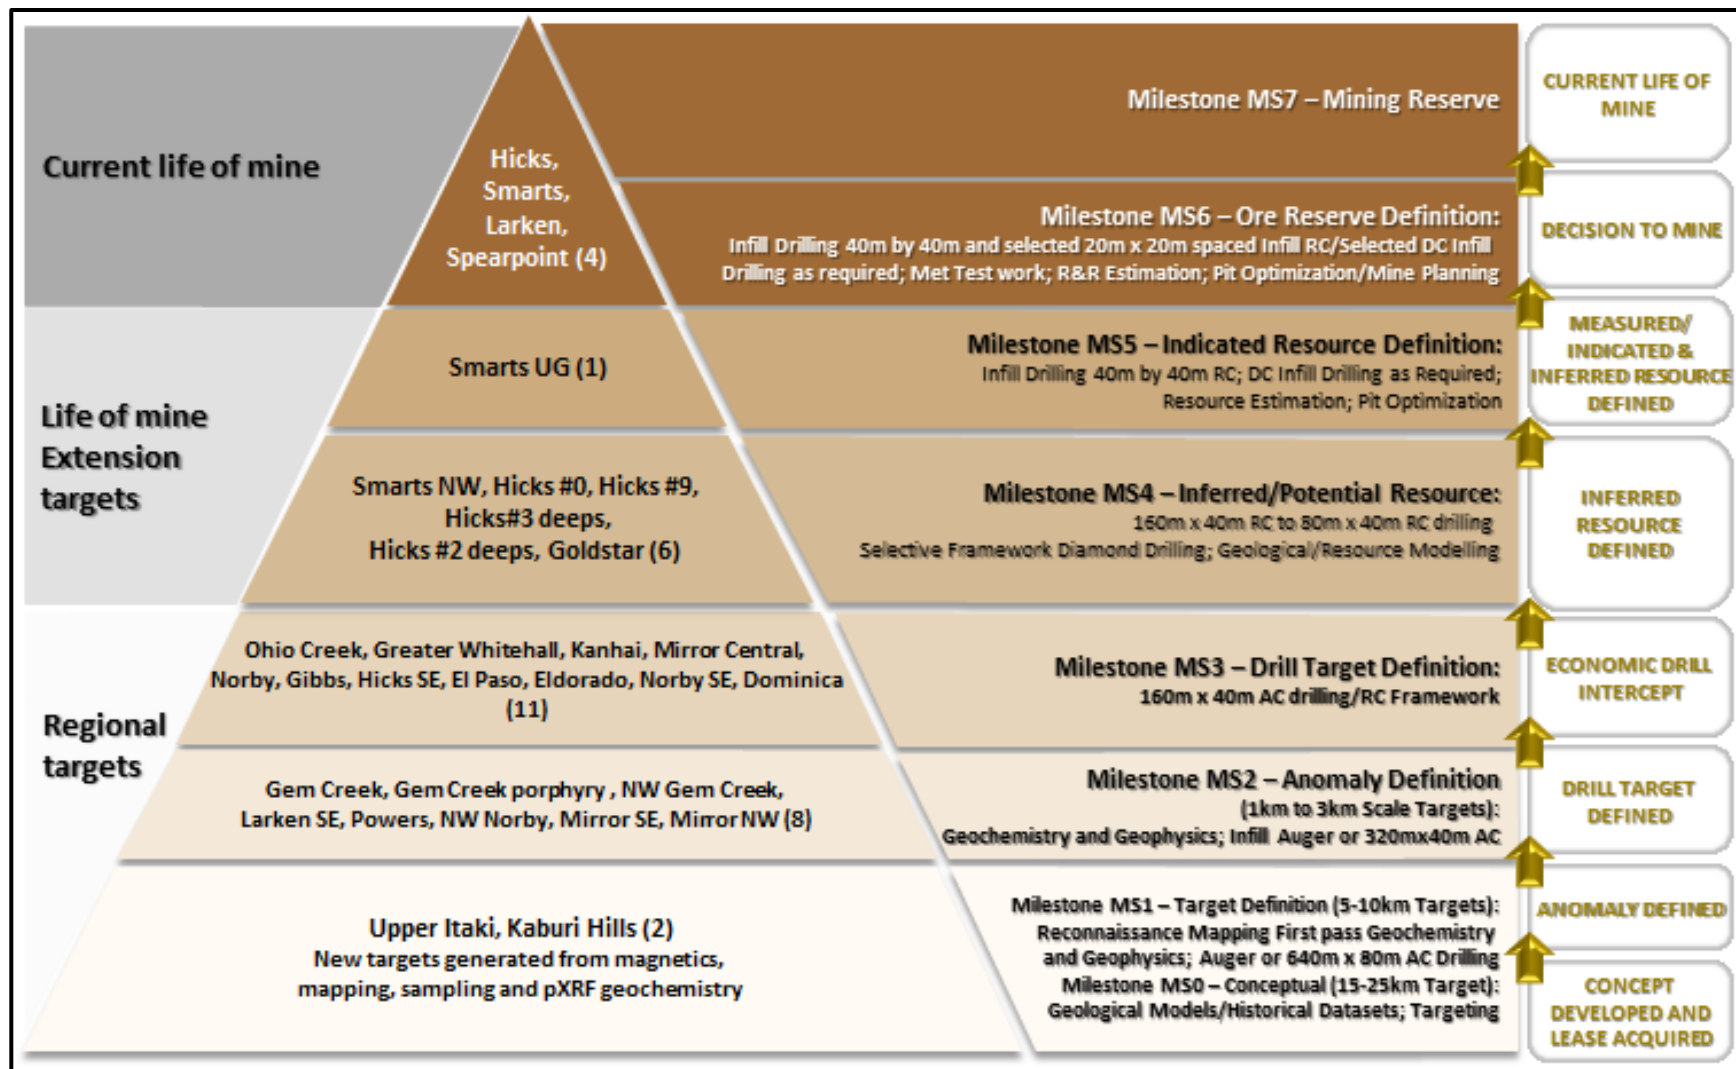 Current life of mine
Hicks,
Smarts,
Larken,
Spearpoint (4)
Milestone MS7 – Mining Reserve
CURRENT LIFE OF
MINE
Milestone MS6 – Ore Reserve Definition:
Infill Drilling 40m by 40m and selected 20m x 20m spaced Infill RC/Selected DC Infill
Drilling as required; Met Test work; R&R Estimation; Pit Optimization/Mine Planning
DECISION TO MINE
Life of mine
Extension
targets
Smarts UG (1)
Milestone MS5 – Indicated Resource Definition:
Infill Drilling 40m by 40m RC; DC Infill Drilling as Required;
Resource Estimation; Pit Optimization
MEASURED/
INDICATED &
INFERRED RESOURCE
DEFINED
Smarts NW, Hicks #0, Hicks #9,
Hicks#3 deeps,
Hicks #2 deeps, Goldstar (6)
Milestone MS4 – Inferred/Potential Resource:
160m x 40m RC to 80m x 40m RC drilling
Selective Framework Diamond Drilling; Geological/Resource Modelling
INFERRED
RESOURCE
DEFINED
Regional
targets
Ohio Creek, Greater Whitehall, Kanhai, Mirror Central,
Norby, Gibbs, Hicks SE, El Paso, Eldorado, Norby SE, Dominica
(11)
Milestone MS3 – Drill Target Definition:
160m x 40m AC drilling/RC Framework
ECONOMIC DRILL
INTERCEPT
Gem Creek, Gem Creek porphyry , NW Gem Creek,
Larken SE, Powers, NW Norby, Mirror SE, Mirror NW (8)
Milestone MS2 – Anomaly Definition
(1km to 3km Scale Targets):
Geochemistry and Geophysics; Infill Auger or 320mx40m AC
DRILL TARGET
DEFINED
Upper Itaki, Kaburi Hills (2)
New targets generated from magnetics,
mapping, sampling and pXRF geochemistry
Milestone MS1 – Target Definition (5-10km Targets):
Reconnaissance Mapping First pass Geochemistry
and Geophysics; Auger or 640m x 80m AC Drilling
Milestone MS0 – Conceptual (15-25km Target):
Geological Models/Historical Datasets; Targeting
ANOMALY DEFINED
CONCEPT
DEVELOPED AND
LEASE ACQUIRED